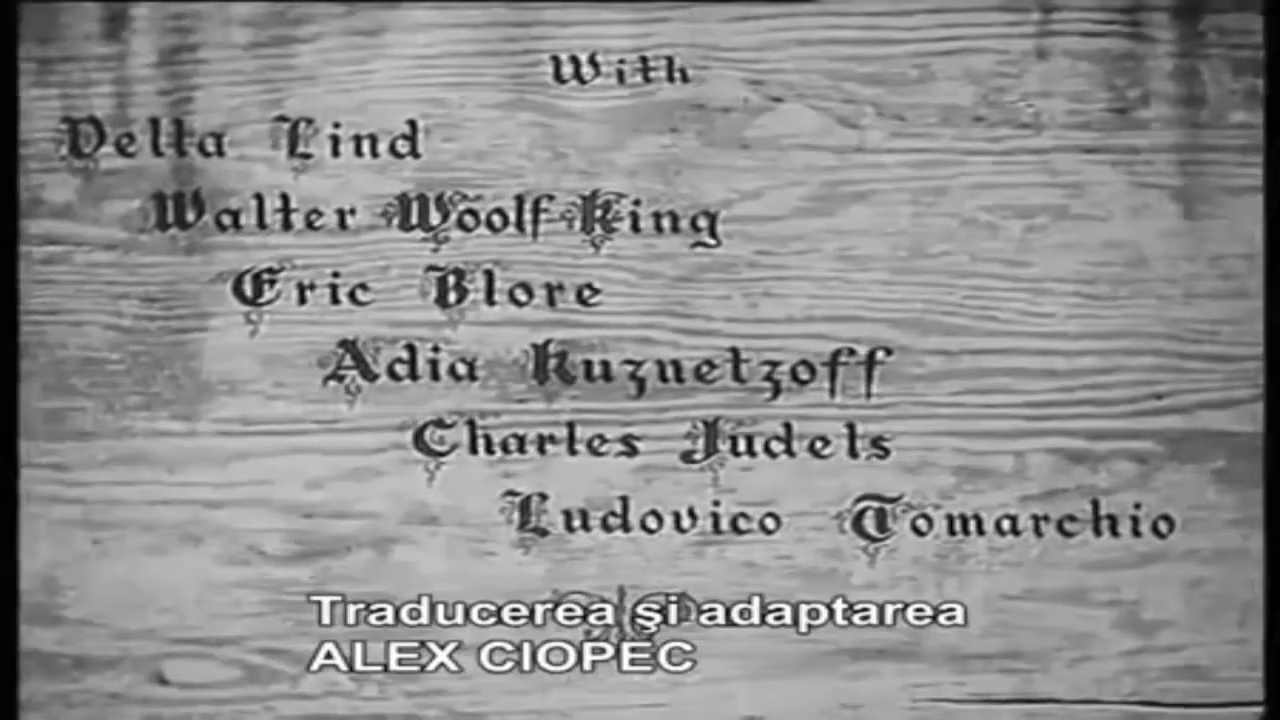 With
Della Lind
Walter Woolf King
Eric Blore
Adia Kuznetzoff
Charles Judels
Ludovico Tomarchio
Traducerea şi adaptarea
ALEX CIOPEC